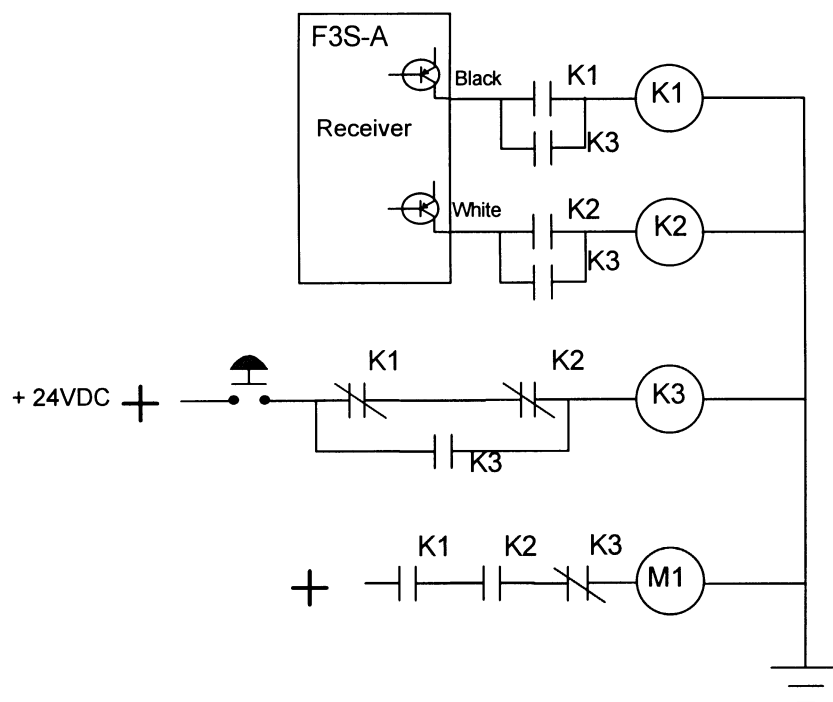 F3S-A
Black
K1
K1
Receiver
K3
White
K2
K2
K3
K1
K2
+ 24VDC +
K3
K3
K1
K2
K3
+
M1